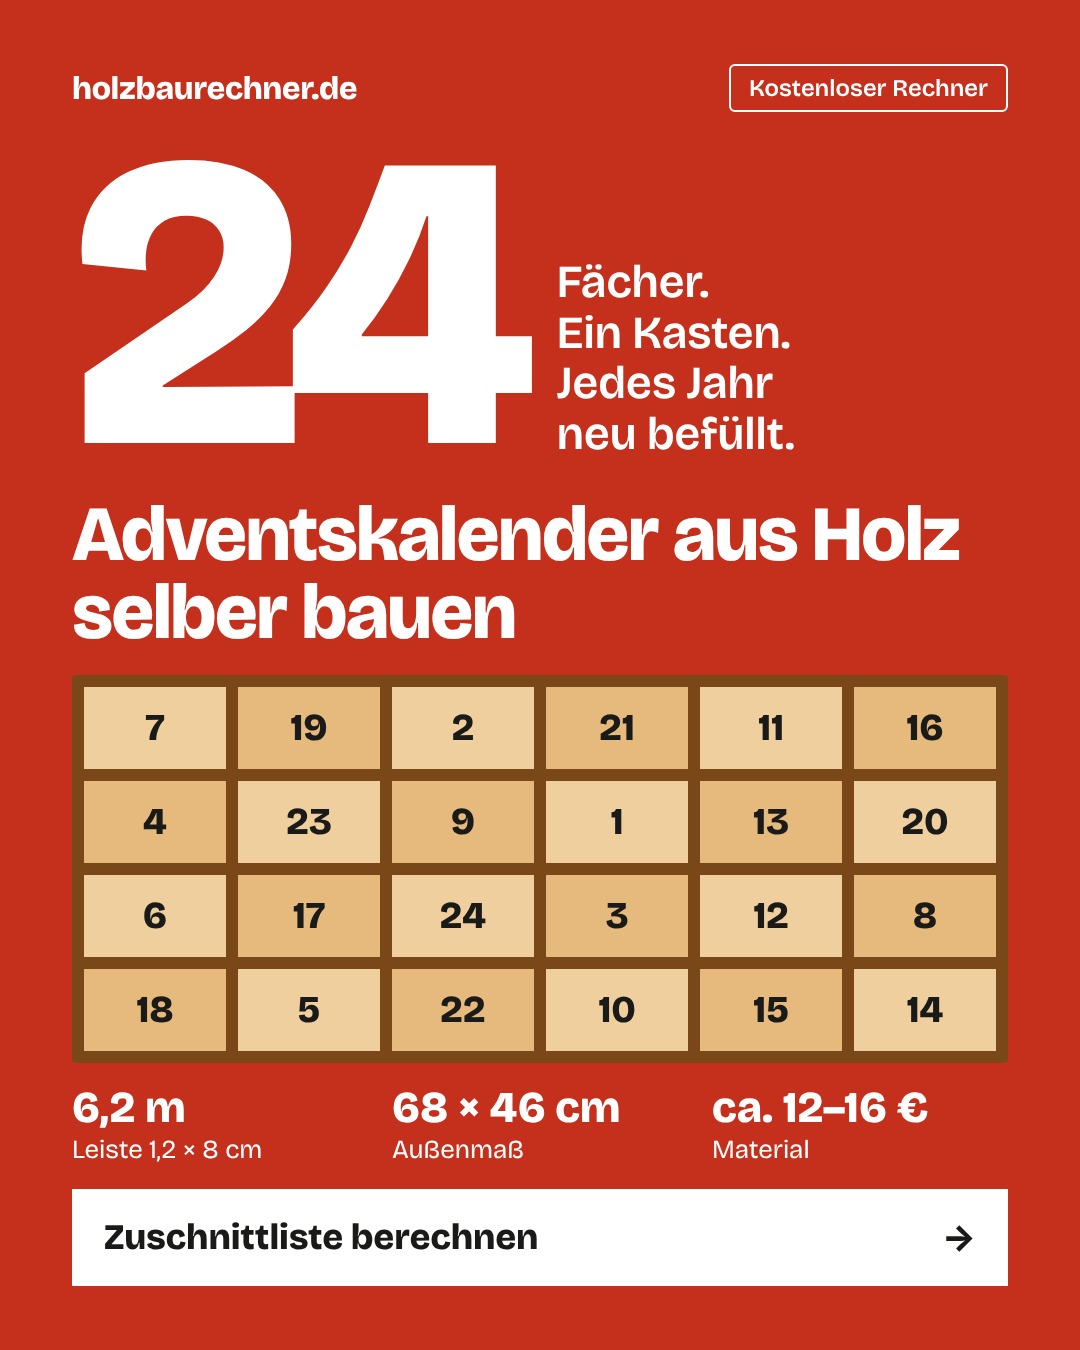 holzbaurechner.de
Kostenloser Rechner
24
Fächer.
Ein Kasten.
Jedes Jahr
neu befüllt.
Adventskalender aus Holz
selber bauen
7 19 2 21 11 16
4 23 9 1 13 20
6 17 24 3 12 8
18 5 22 10 15 14
6,2 m 68 × 46 cm ca. 12–16 €
Leiste 1,2 × 8 cm Außenmaß Material
Zuschnittliste berechnen →